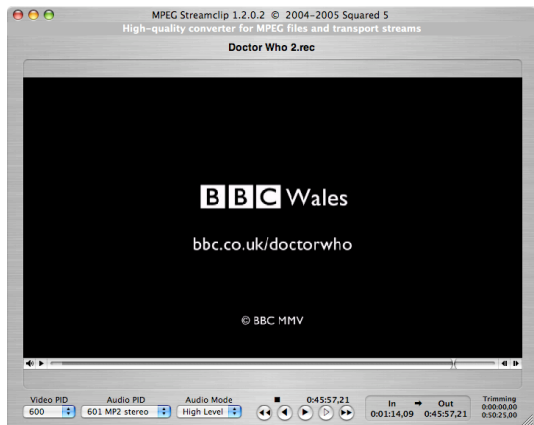 MPEG Streamclip 1.2.0.2 © 2004-2005 Squared 5
High-quality converter for MPEG files and transport streams
Doctor Who 2.rec
BBC Wales
bbc.co.uk/doctorwho
© BBC MMV
Video PID Audio PID Audio Mode 0:45:57,21 In ➡ Out Trimming
600 601 MP2 stereo High Level 0:01:14,09 0:45:57,21 0:00:00,00
0:50:25,00